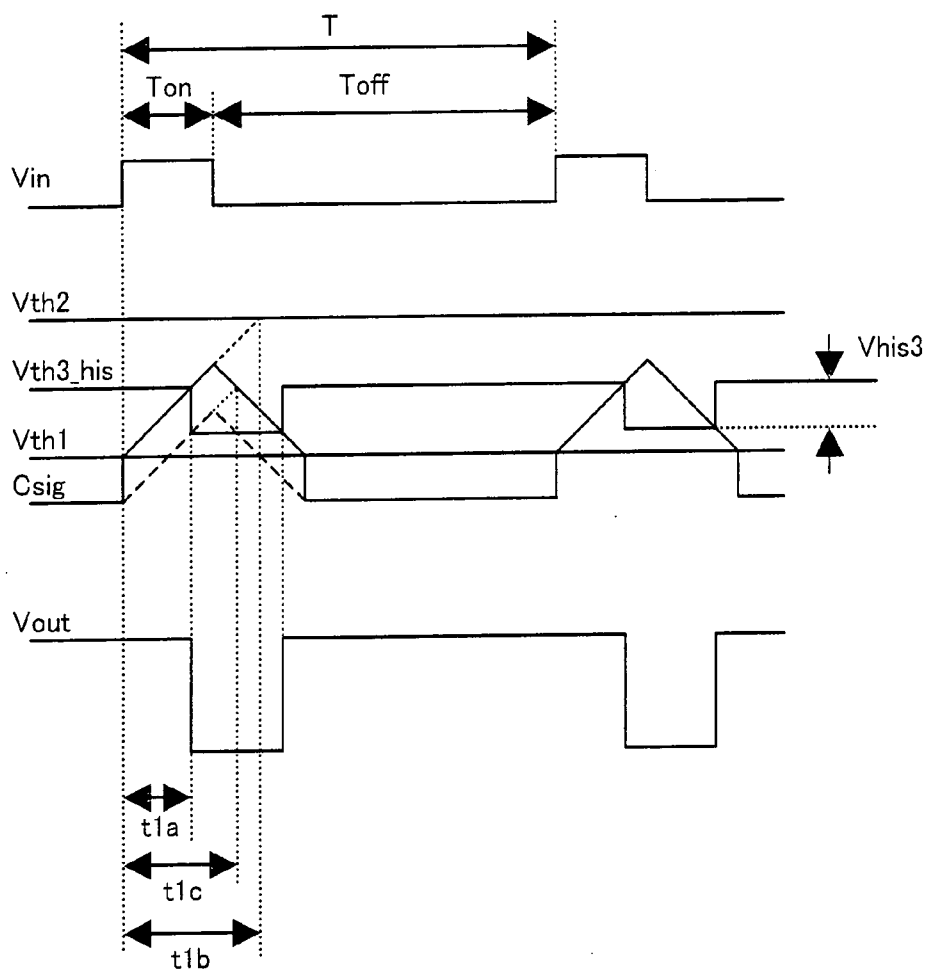 T
Ton
Toff
Vin
Vth2
Vth3_his
Vhis3
Vth1
Csig
Vout
t1a
t1c
t1b